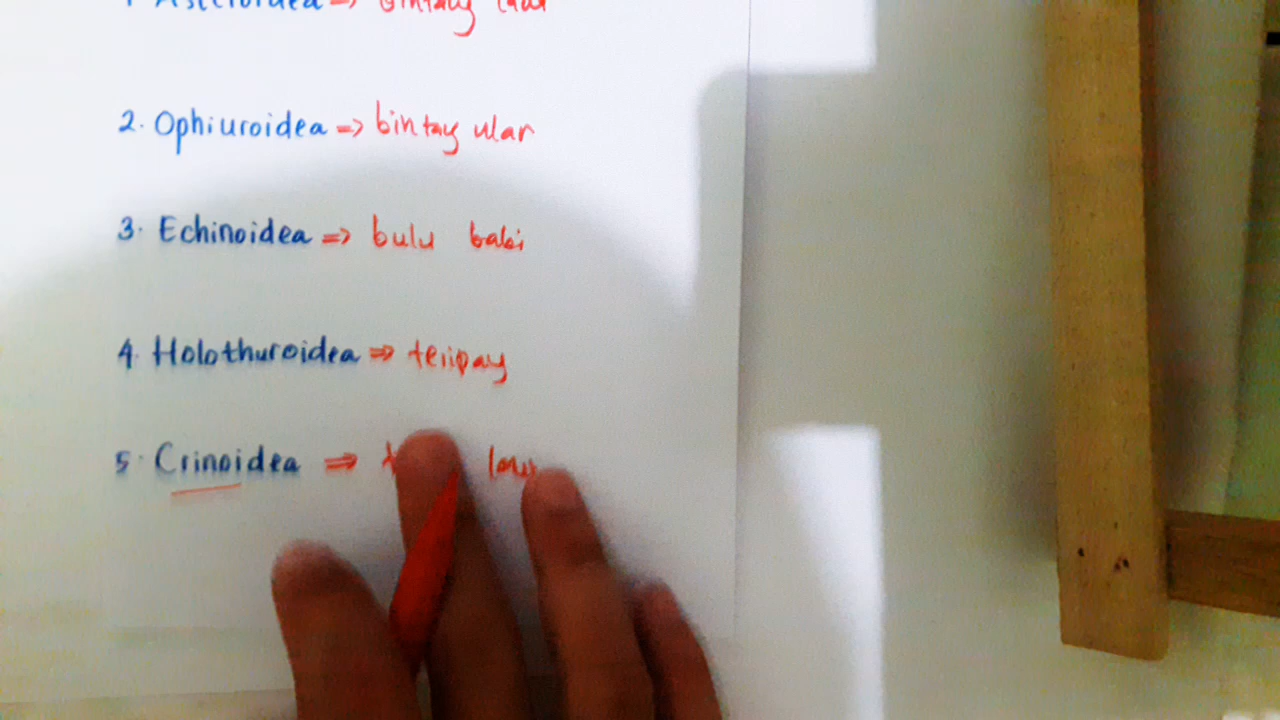 2. Ophiuroidea => bintang ular
3. Echinoidea => bulu babi
4. Holothuroidea => teripang
5. Crinoidea =>